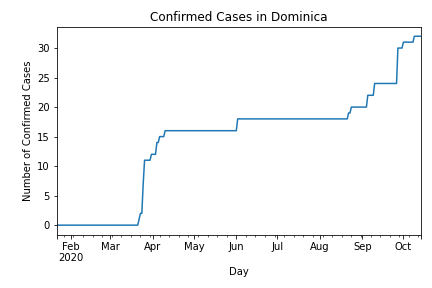 Confirmed Cases in Dominica
Number of Confirmed Cases
30
25
20
15
10
5
0
Feb Mar Apr May Jun Jul Aug Sep Oct
2020
Day